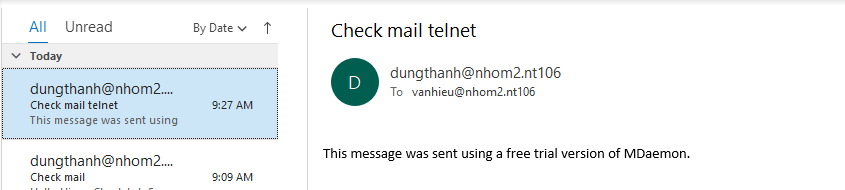 All Unread By Date
Today
dungthanh@nhom2....
Check mail telnet 9:27 AM
This message was sent using
dungthanh@nhom2....
Check mail 9:09 AM
Check mail telnet
D
dungthanh@nhom2.nt106
To vanhieu@nhom2.nt106
This message was sent using a free trial version of MDaemon.